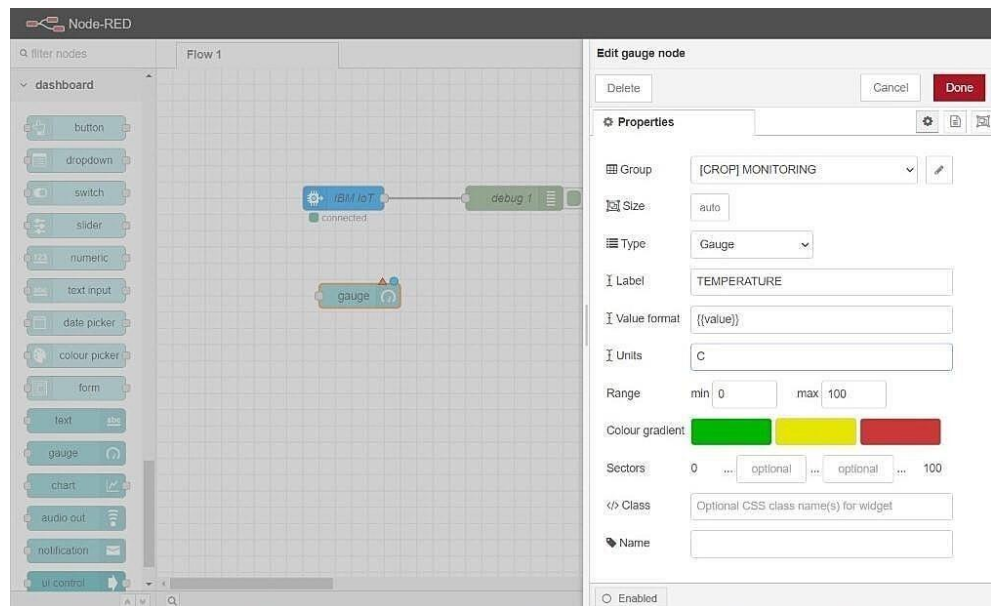 Node-RED
filter nodes
dashboard
button
dropdown
switch
slider
numeric
text input
date picker
colour picker
form
text
gauge
chart
audio out
notification
ui control
Flow 1
IBM IoT
connected
debug 1
gauge
Edit gauge node
Delete
Cancel
Done
Properties
Group [CROP] MONITORING
Size auto
Type Gauge
Label TEMPERATURE
Value format {{value}}
Units C
Range min 0 max 100
Colour gradient
Sectors 0 ... optional ... optional ... 100
</> Class Optional CSS class name(s) for widget
Name
Enabled